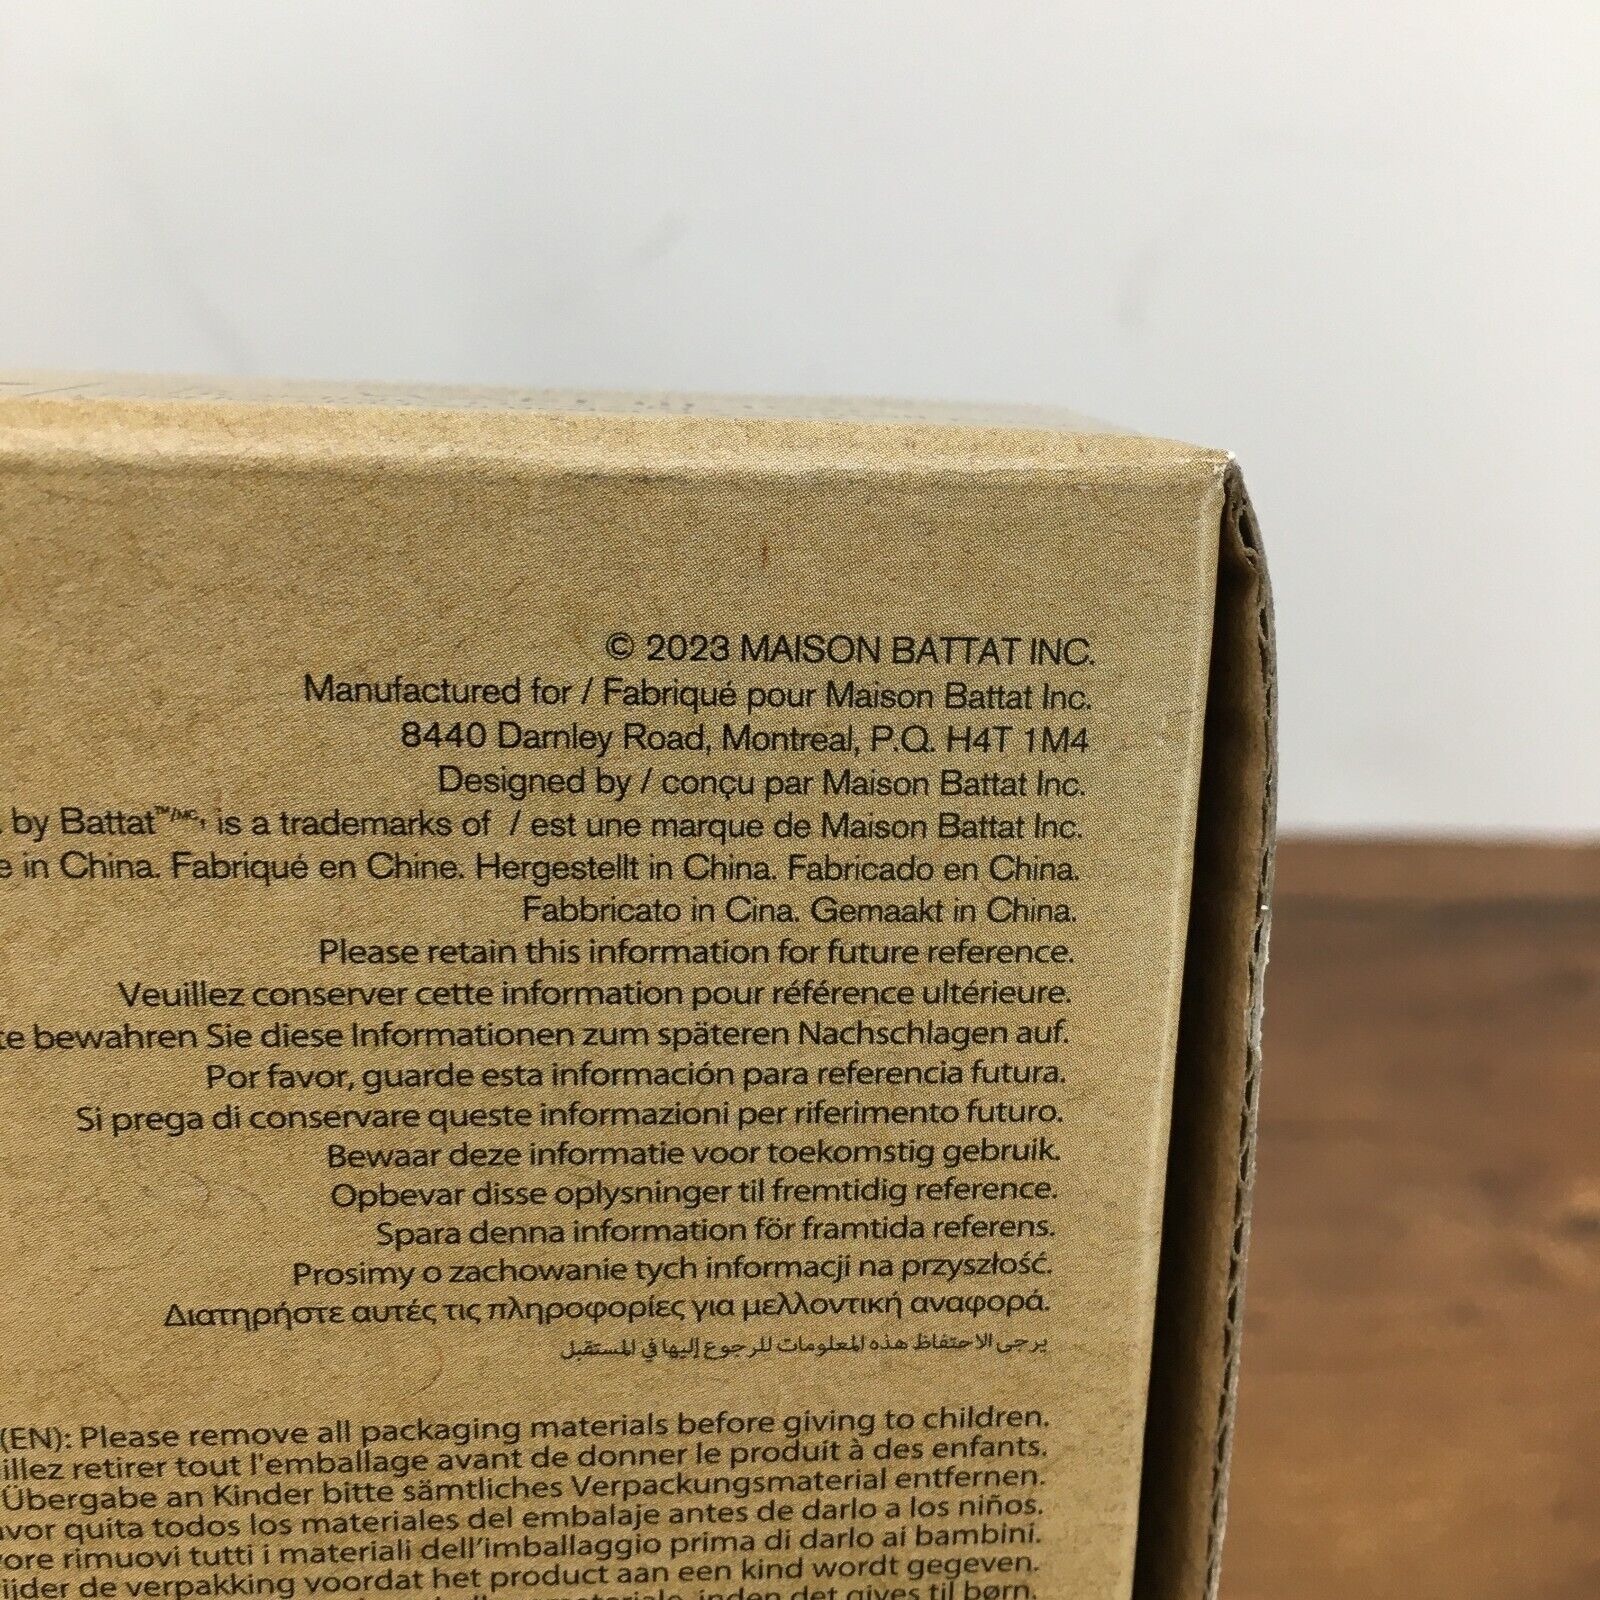 © 2023 MAISON BATTAT INC.
Manufactured for / Fabriqué pour Maison Battat Inc.
8440 Darnley Road, Montreal, P.Q. H4T 1M4
Designed by / conçu par Maison Battat Inc.
. by Battat™/MC, is a trademarks of / est une marque de Maison Battat Inc.
e in China. Fabriqué en Chine. Hergestellt in China. Fabricado en China.
Fabbricato in Cina. Gemaakt in China.
Please retain this information for future reference.
Veuillez conserver cette information pour référence ultérieure.
te bewahren Sie diese Informationen zum späteren Nachschlagen auf.
Por favor, guarde esta información para referencia futura.
Si prega di conservare queste informazioni per riferimento futuro.
Bewaar deze informatie voor toekomstig gebruik.
Opbevar disse oplysninger til fremtidig reference.
Spara denna information för framtida referens.
Prosimy o zachowanie tych informacji na przyszłość.
Διατηρήστε αυτές τις πληροφορίες για μελλοντική αναφορά.
يرجى الاحتفاظ هذه المعلومات للرجوع إليها في المستقبل
(EN): Please remove all packaging materials before giving to children.
illez retirer tout l'emballage avant de donner le produit à des enfants.
Übergabe an Kinder bitte sämtliches Verpackungsmaterial entfernen.
avor quita todos los materiales del embalaje antes de darlo a los niños.
ore rimuovi tutti i materiali dell'imballaggio prima di darlo ai bambini.
ijder de verpakking voordat het product aan een kind wordt gegeven.
inden det gives til børn.